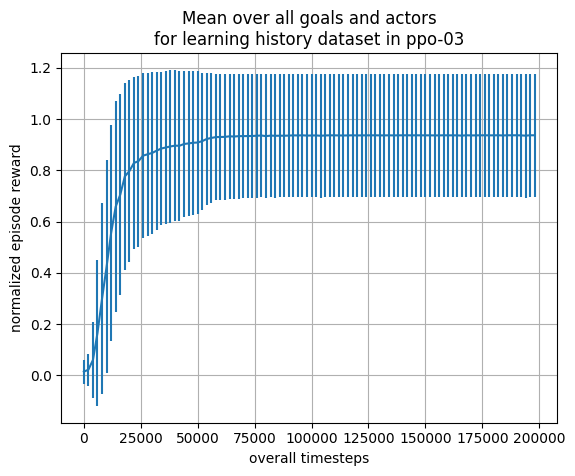 Mean over all goals and actors
for learning history dataset in ppo-03
normalized episode reward
1.2
1.0
0.8
0.6
0.4
0.2
0.0
0 25000 50000 75000 100000 125000 150000 175000 200000
overall timesteps